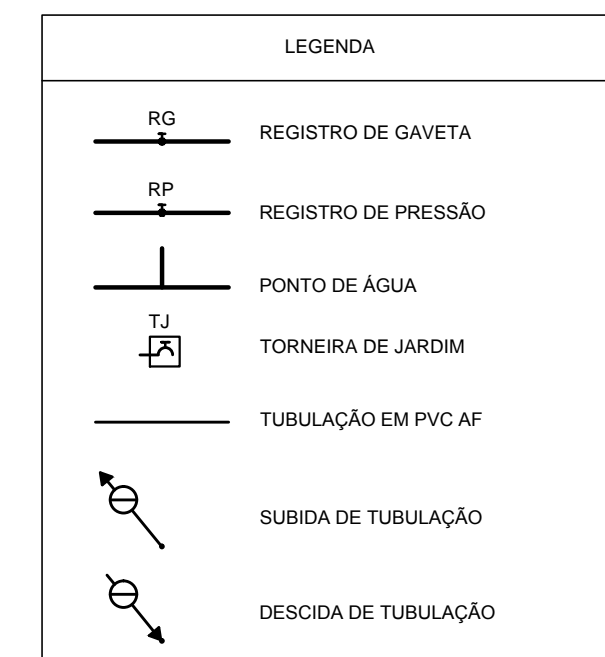 LEGENDA
RG
REGISTRO DE GAVETA
RP
REGISTRO DE PRESSÃO
PONTO DE ÁGUA
TJ
TORNEIRA DE JARDIM
TUBULAÇÃO EM PVC AF
SUBIDA DE TUBULAÇÃO
DESCIDA DE TUBULAÇÃO